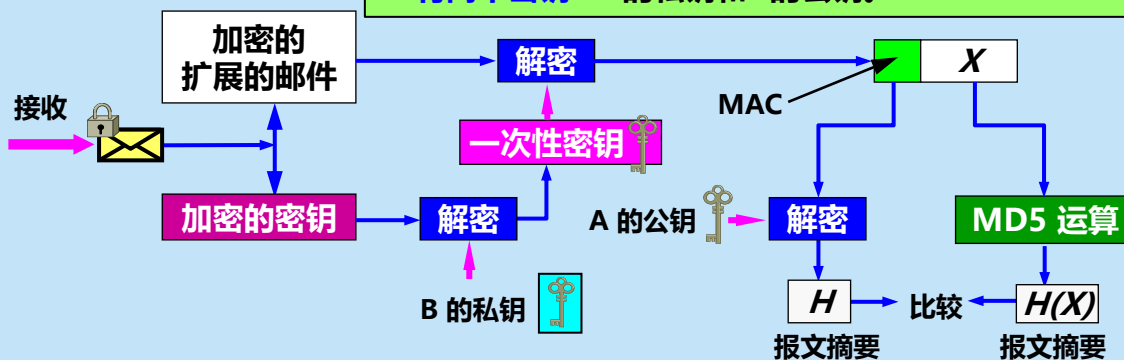 加密的
扩展的邮件
解密
X
接收
MAC
一次性密钥
加密的密钥
解密
A 的公钥
解密
MD5 运算
B 的私钥
H
比较
H(X)
报文摘要
报文摘要